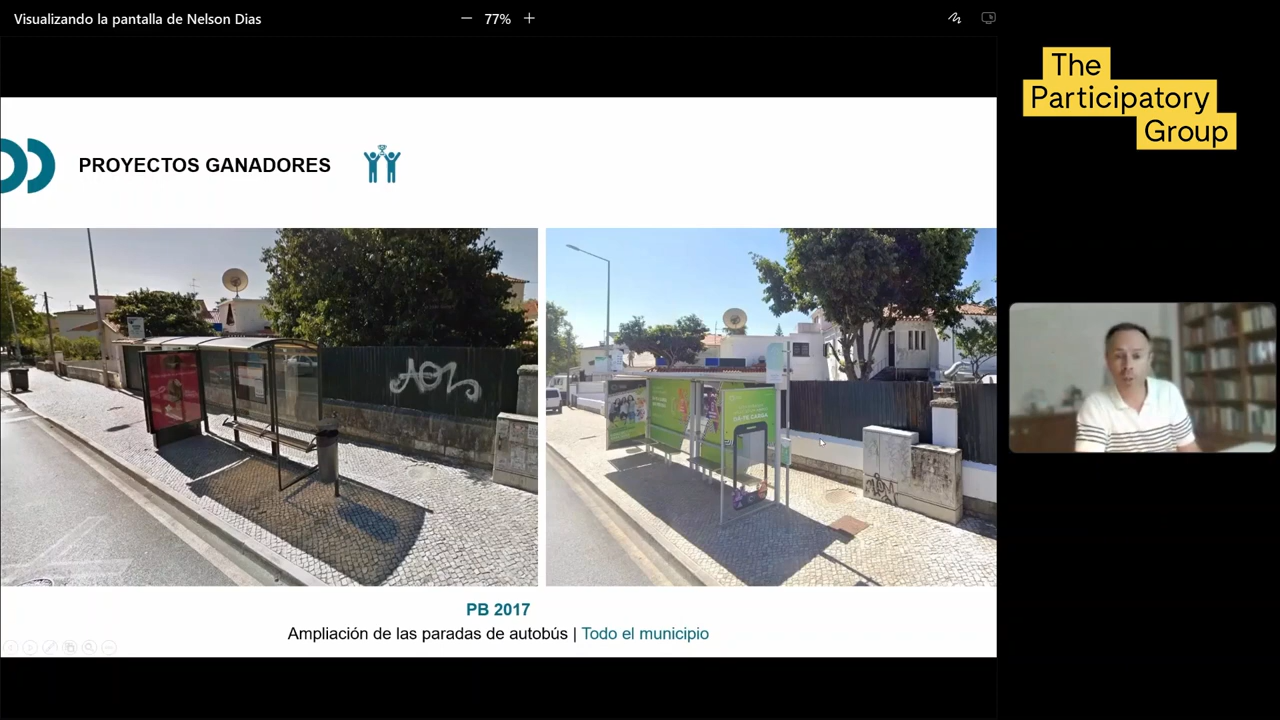 Visualizando la pantalla de Nelson Dias
77%
The
Participatory
Group
PROYECTOS GANADORES
PB 2017
Ampliación de las paradas de autobús | Todo el municipio